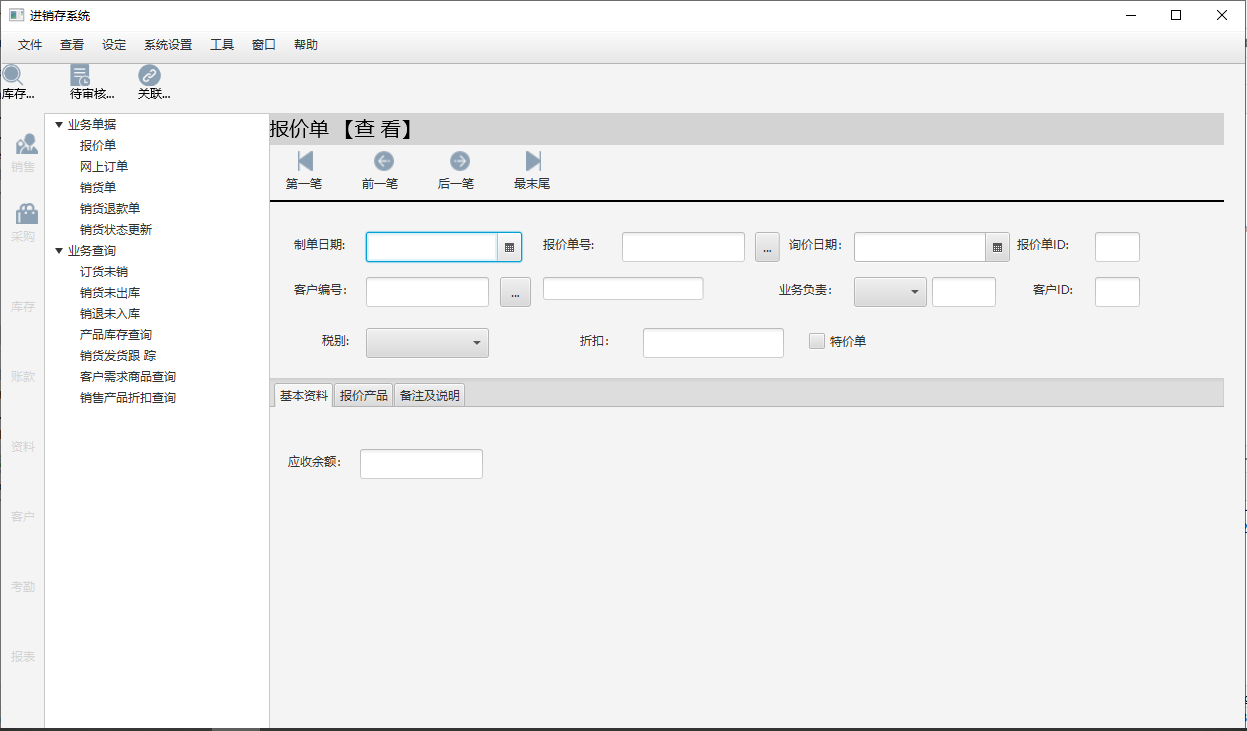 进销存系统
文件 查看 设定 系统设置 工具 窗口 帮助
库存... 待审核... 关联...
销售
采购
库存
账款
资料
客户
考勤
报表
业务单据
报价单
网上订单
销货单
销货退款单
销货状态更新
业务查询
订货未销
销货未出库
销退未入库
产品库存查询
销货发货跟 踪
客户需求商品查询
销售产品折扣查询
报价单 【查 看】
第一笔 前一笔 后一笔 最末尾
制单日期: 报价单号: ... 询价日期: 报价单ID:
客户编号: ... 业务负责: 客户ID:
税别: 折扣: 特价单
基本资料 报价产品 备注及说明
应收余额: